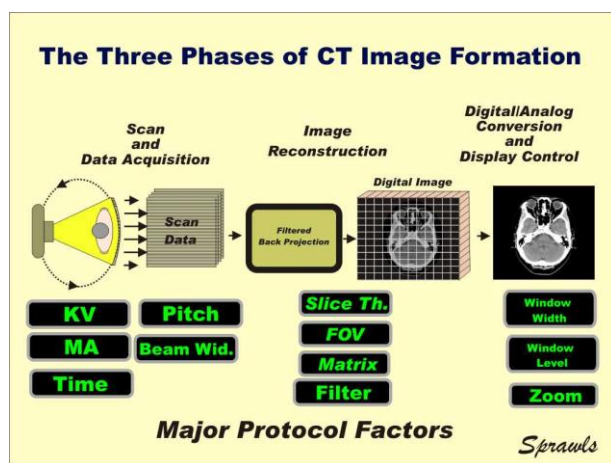 The Three Phases of CT Image Formation
Scan
and
Data Acquisition
Image
Reconstruction
Digital/Analog
Conversion
and
Display Control
Digital Image
Scan
Data
Filtered
Back Projection
KV
Pitch
MA
Beam Wid.
Time
Slice Th.
FOV
Matrix
Filter
Window
Width
Window
Level
Zoom
Major Protocol Factors
Sprawls